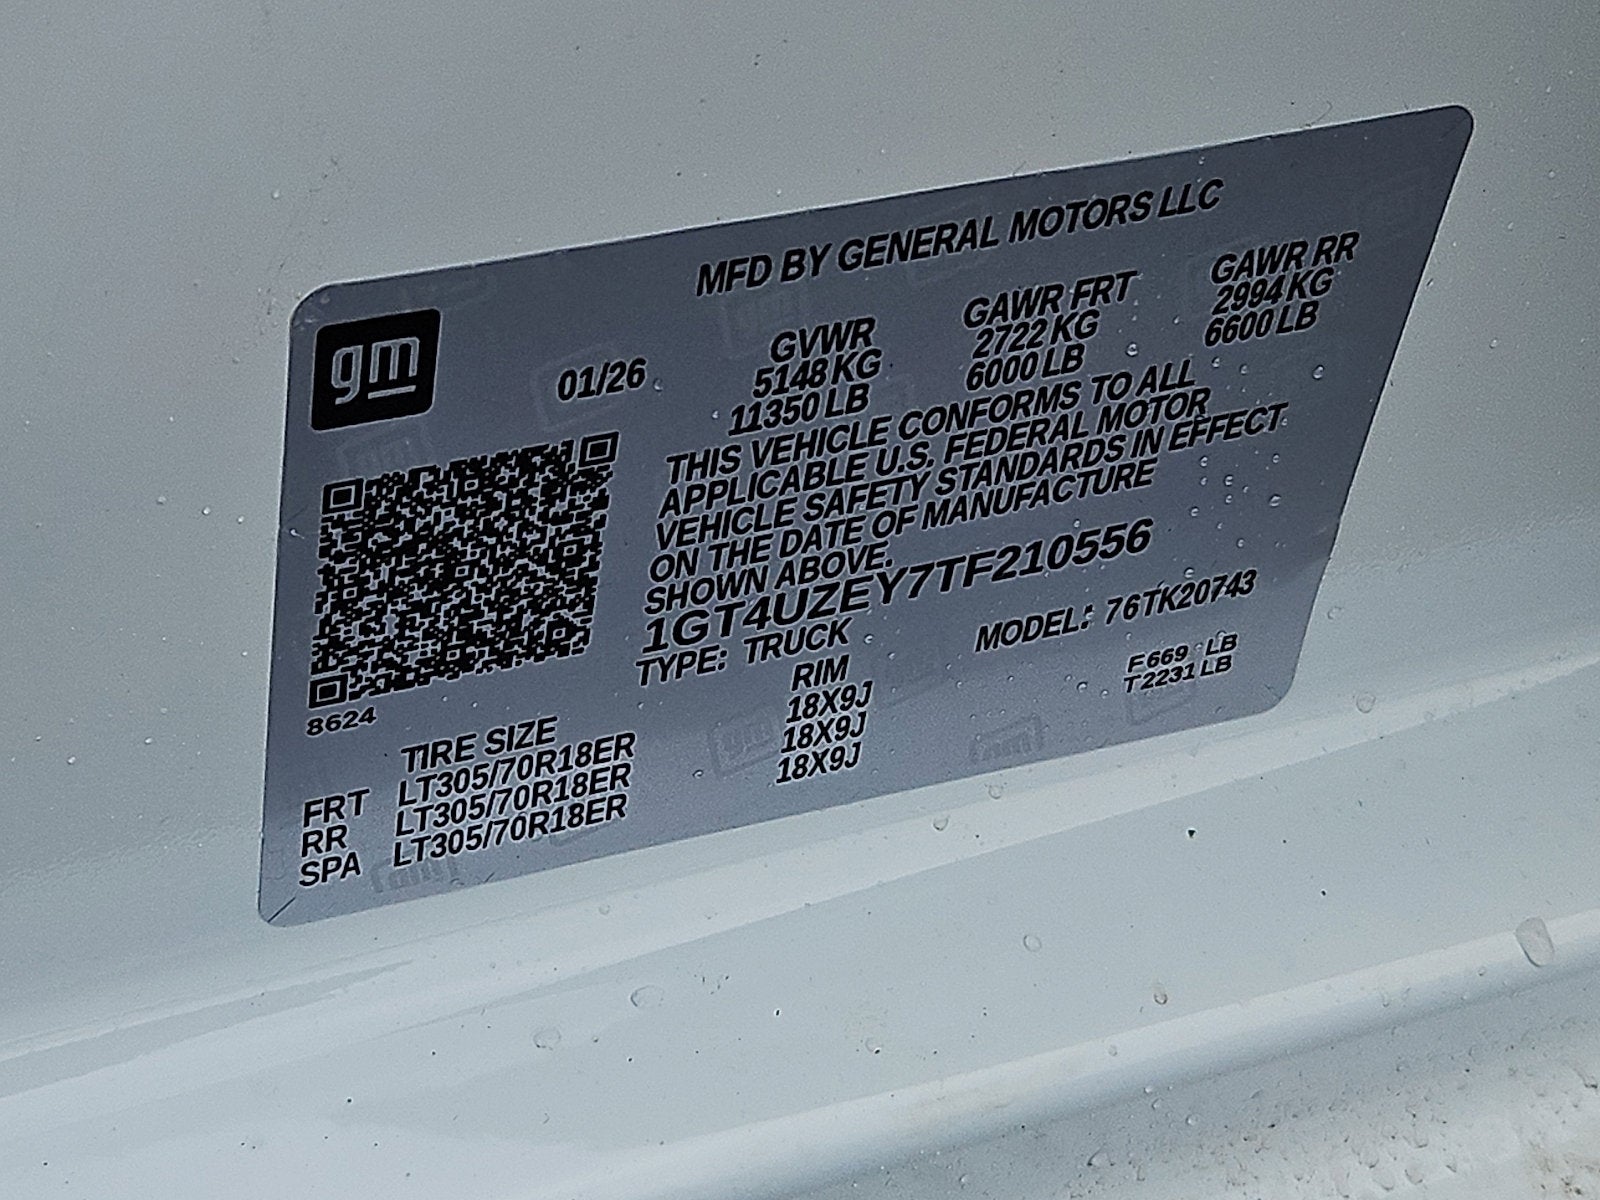 MFD BY GENERAL MOTORS LLC
gm
01/26
GVWR GAWR FRT GAWR RR
5148 KG 2722 KG 2994 KG
11350 LB 6000 LB 6600 LB
THIS VEHICLE CONFORMS TO ALL
APPLICABLE U.S. FEDERAL MOTOR
VEHICLE SAFETY STANDARDS IN EFFECT
ON THE DATE OF MANUFACTURE
SHOWN ABOVE.
1GT4UZEY7TF210556
TYPE: TRUCK MODEL: 76TK20743
F 669 LB
T 2231 LB
8624
TIRE SIZE RIM
FRT LT305/70R18ER 18X9J
RR LT305/70R18ER 18X9J
SPA LT305/70R18ER 18X9J